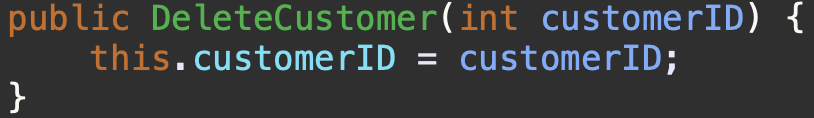 public DeleteCustomer(int customerID) {
    this.customerID = customerID;
}